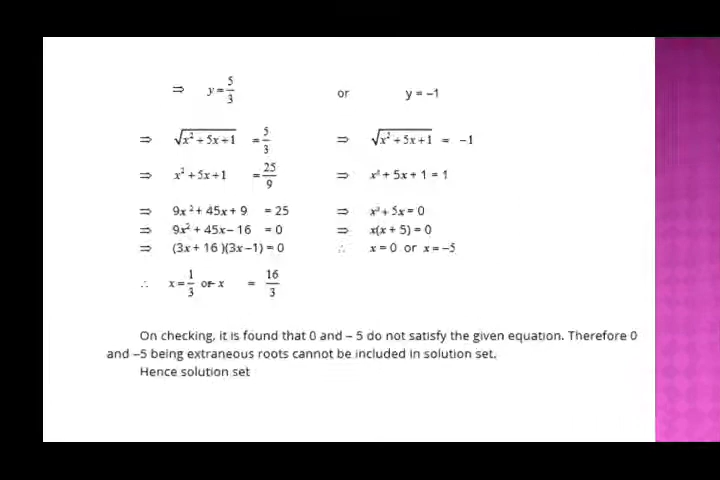 ⇒ y = 5/3 or y = –1
⇒ √(x² + 5x + 1) = 5/3 ⇒ √(x² + 5x + 1) = –1
⇒ x² + 5x + 1 = 25/9 ⇒ x² + 5x + 1 = 1
⇒ 9x² + 45x + 9 = 25 ⇒ x² + 5x = 0
⇒ 9x² + 45x – 16 = 0 ⇒ x(x + 5) = 0
⇒ (3x + 16 )(3x –1) = 0 ∴ x = 0 or x = –5
∴ x = 1/3 or x = 16/3
On checking, it is found that 0 and – 5 do not satisfy the given equation. Therefore 0
and –5 being extraneous roots cannot be included in solution set.
Hence solution set